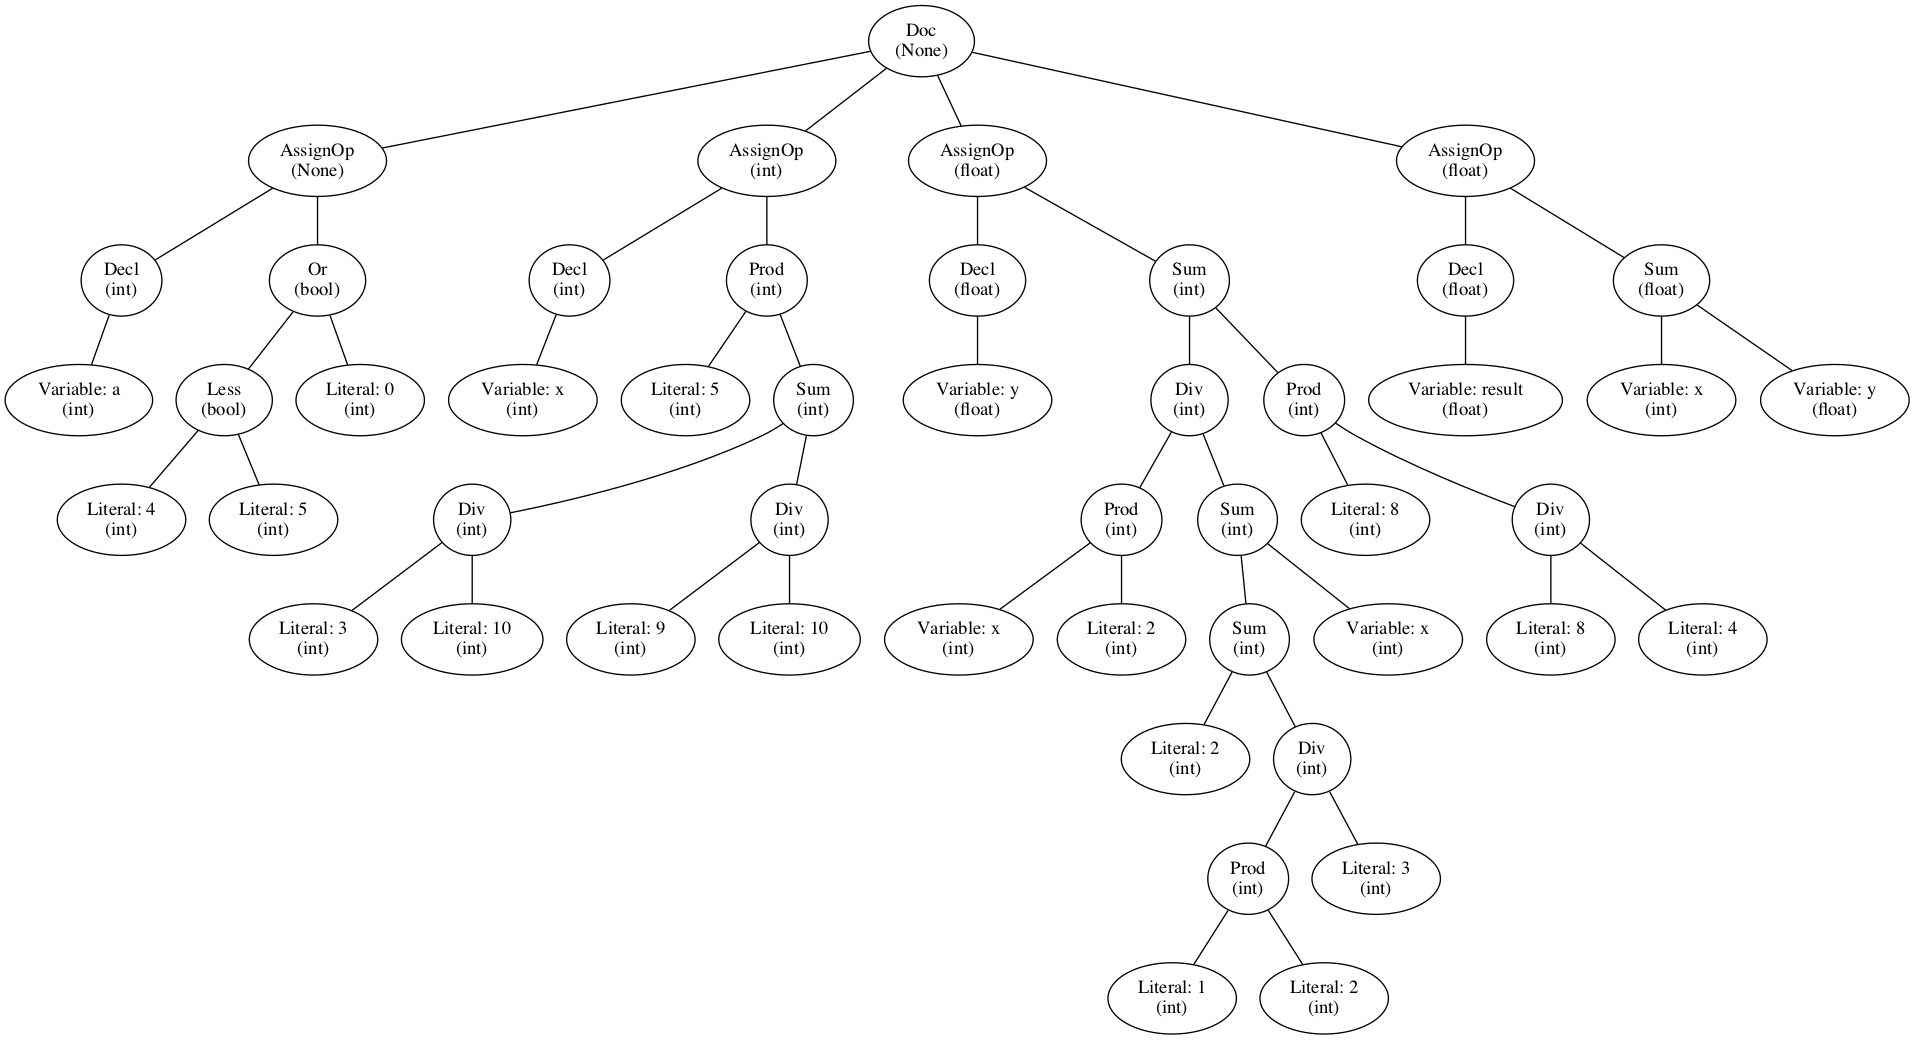 Doc
(None)
AssignOp
(None)
AssignOp
(int)
AssignOp
(float)
AssignOp
(float)
Decl
(int)
Or
(bool)
Decl
(int)
Prod
(int)
Decl
(float)
Sum
(int)
Decl
(float)
Sum
(float)
Variable: a
(int)
Less
(bool)
Literal: 0
(int)
Variable: x
(int)
Literal: 5
(int)
Sum
(int)
Variable: y
(float)
Div
(int)
Prod
(int)
Variable: result
(float)
Variable: x
(int)
Variable: y
(float)
Literal: 4
(int)
Literal: 5
(int)
Div
(int)
Div
(int)
Prod
(int)
Sum
(int)
Literal: 8
(int)
Div
(int)
Literal: 3
(int)
Literal: 10
(int)
Literal: 9
(int)
Literal: 10
(int)
Variable: x
(int)
Literal: 2
(int)
Sum
(int)
Variable: x
(int)
Literal: 8
(int)
Literal: 4
(int)
Literal: 2
(int)
Div
(int)
Prod
(int)
Literal: 3
(int)
Literal: 1
(int)
Literal: 2
(int)